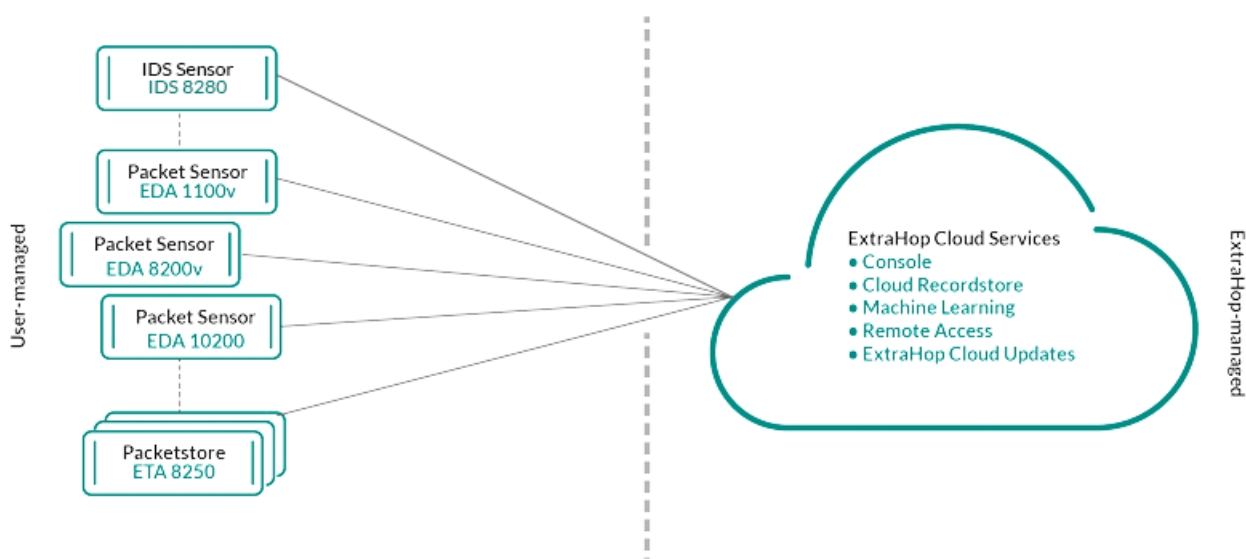 User-managed
IDS Sensor
IDS 8280
Packet Sensor
EDA 1100v
Packet Sensor
EDA 8200v
Packet Sensor
EDA 10200
Packetstore
ETA 8250
ExtraHop Cloud Services
• Console
• Cloud Recordstore
• Machine Learning
• Remote Access
• ExtraHop Cloud Updates
ExtraHop-managed